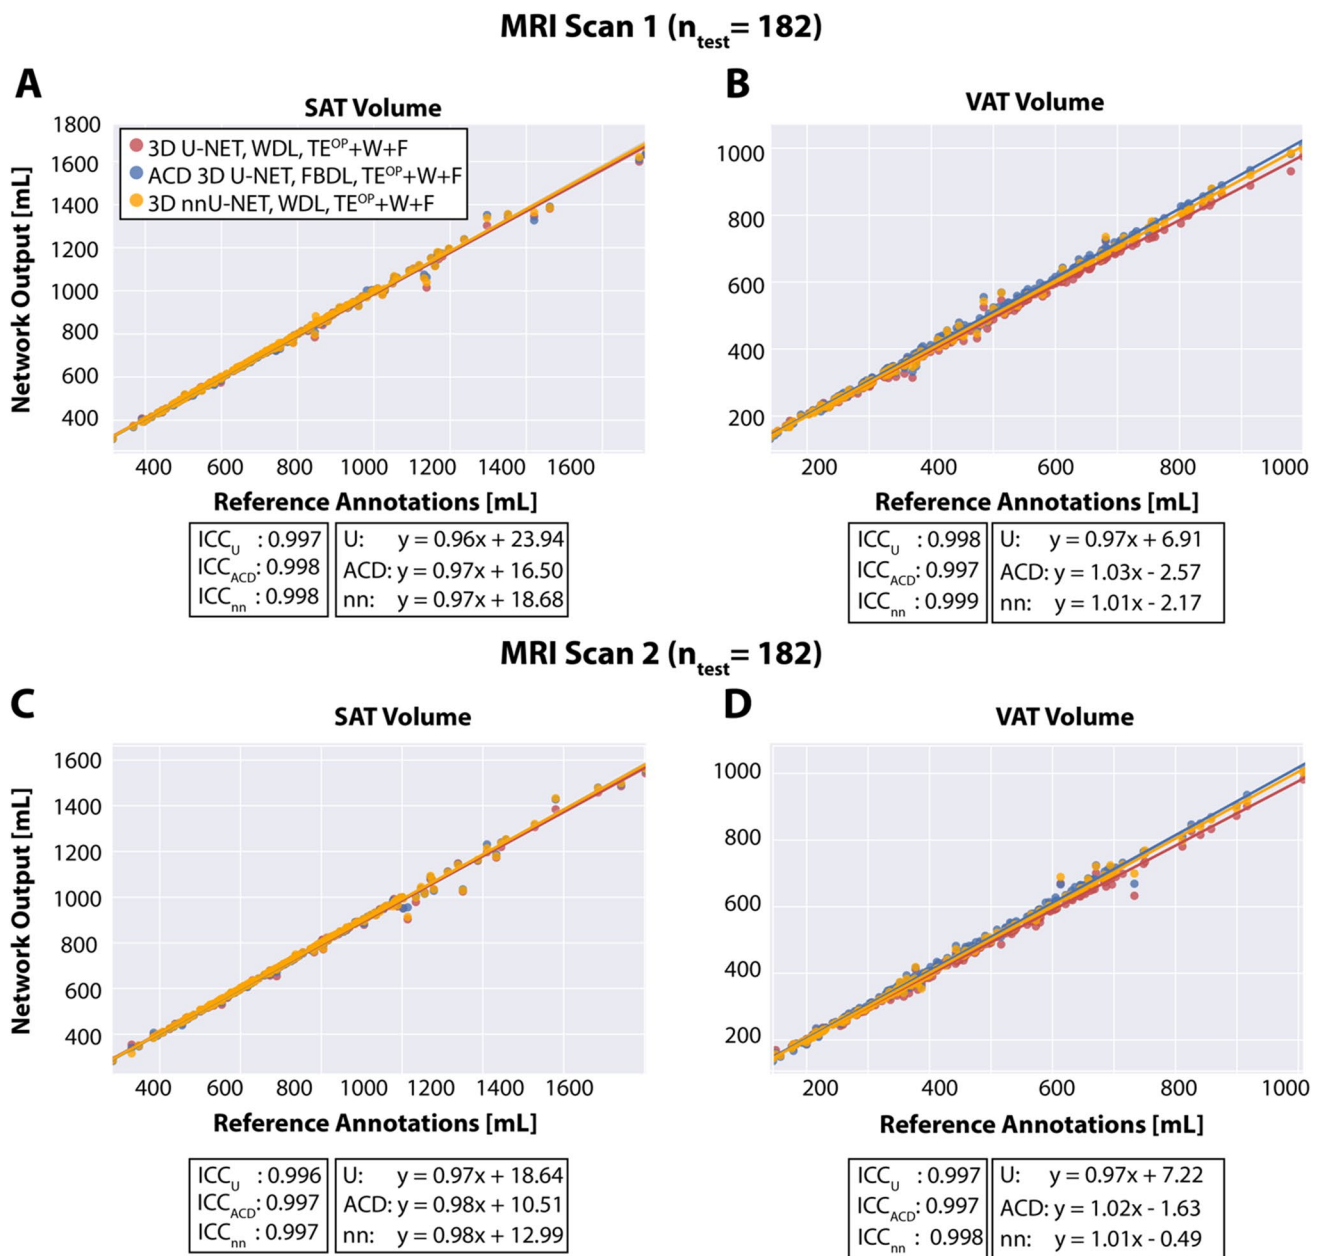 MRI Scan 1 (ntest= 182)
A
SAT Volume
Network Output [mL]
1800
1600
1400
1200
1000
800
600
400
3D U-NET, WDL, TEOP+W+F
ACD 3D U-NET, FBDL, TEOP+W+F
3D nnU-NET, WDL, TEOP+W+F
400 600 800 1000 1200 1400 1600
Reference Annotations [mL]
ICCU : 0.997
ICCACD: 0.998
ICCnn : 0.998
U: y = 0.96x + 23.94
ACD: y = 0.97x + 16.50
nn: y = 0.97x + 18.68
B
VAT Volume
1000
800
600
400
200
200 400 600 800 1000
Reference Annotations [mL]
ICCU : 0.998
ICCACD: 0.997
ICCnn : 0.999
U: y = 0.97x + 6.91
ACD: y = 1.03x - 2.57
nn: y = 1.01x - 2.17
MRI Scan 2 (ntest= 182)
C
SAT Volume
Network Output [mL]
1600
1400
1200
1000
800
600
400
400 600 800 1000 1200 1400 1600
Reference Annotations [mL]
ICCU : 0.996
ICCACD: 0.997
ICCnn : 0.997
U: y = 0.97x + 18.64
ACD: y = 0.98x + 10.51
nn: y = 0.98x + 12.99
D
VAT Volume
1000
800
600
400
200
200 400 600 800 1000
Reference Annotations [mL]
ICCU : 0.997
ICCACD: 0.997
ICCnn : 0.998
U: y = 0.97x + 7.22
ACD: y = 1.02x - 1.63
nn: y = 1.01x - 0.49